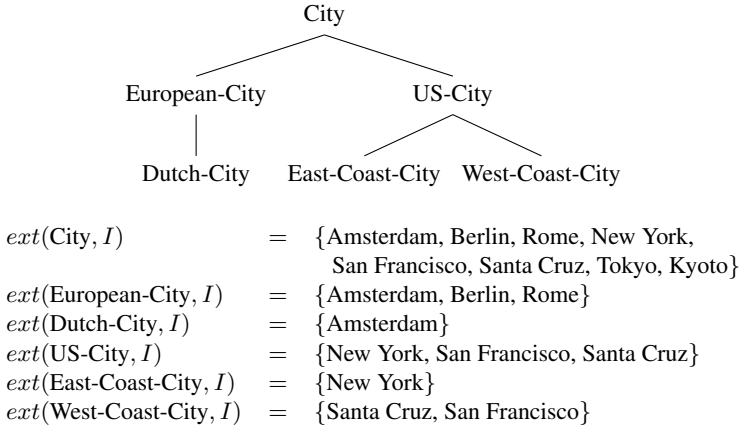 City
European-City US-City
Dutch-City East-Coast-City West-Coast-City
ext(City, I) = {Amsterdam, Berlin, Rome, New York,
San Francisco, Santa Cruz, Tokyo, Kyoto}
ext(European-City, I) = {Amsterdam, Berlin, Rome}
ext(Dutch-City, I) = {Amsterdam}
ext(US-City, I) = {New York, San Francisco, Santa Cruz}
ext(East-Coast-City, I) = {New York}
ext(West-Coast-City, I) = {Santa Cruz, San Francisco}